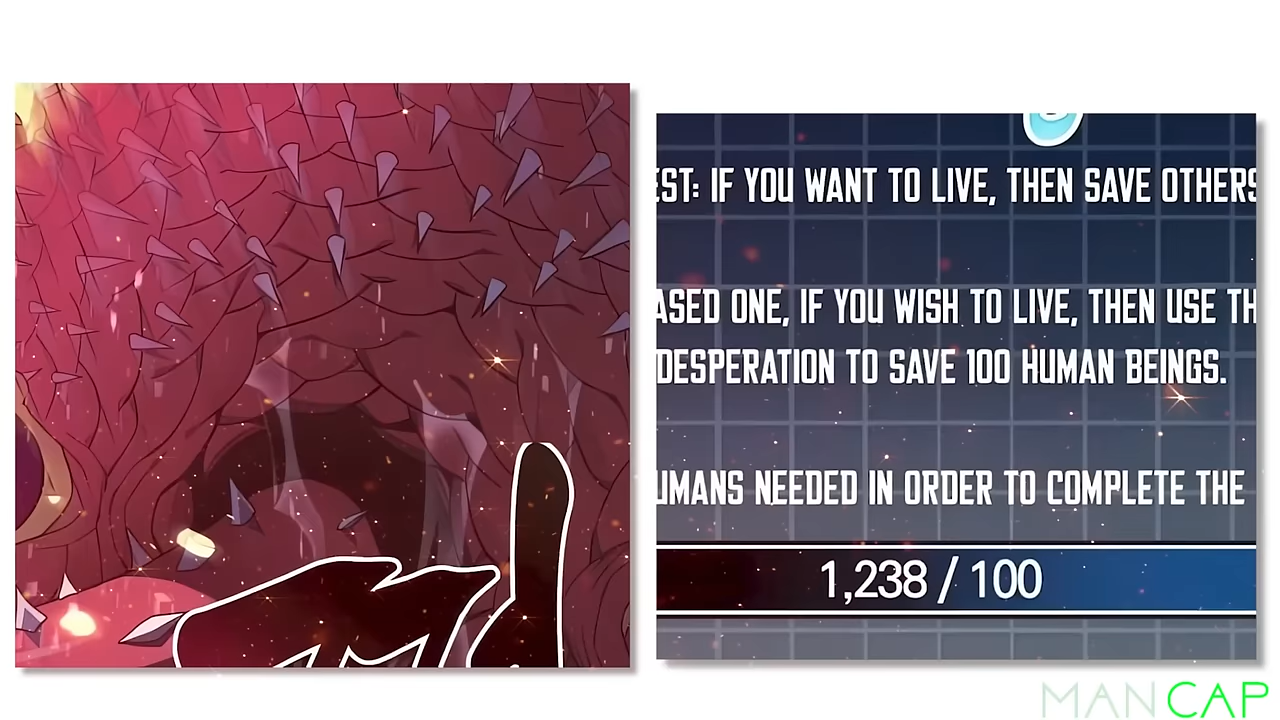 EST: IF YOU WANT TO LIVE, THEN SAVE OTHERS
ASED ONE, IF YOU WISH TO LIVE, THEN USE TH
DESPERATION TO SAVE 100 HUMAN BEINGS.
UMANS NEEDED IN ORDER TO COMPLETE THE
1,238 / 100
MANCAP